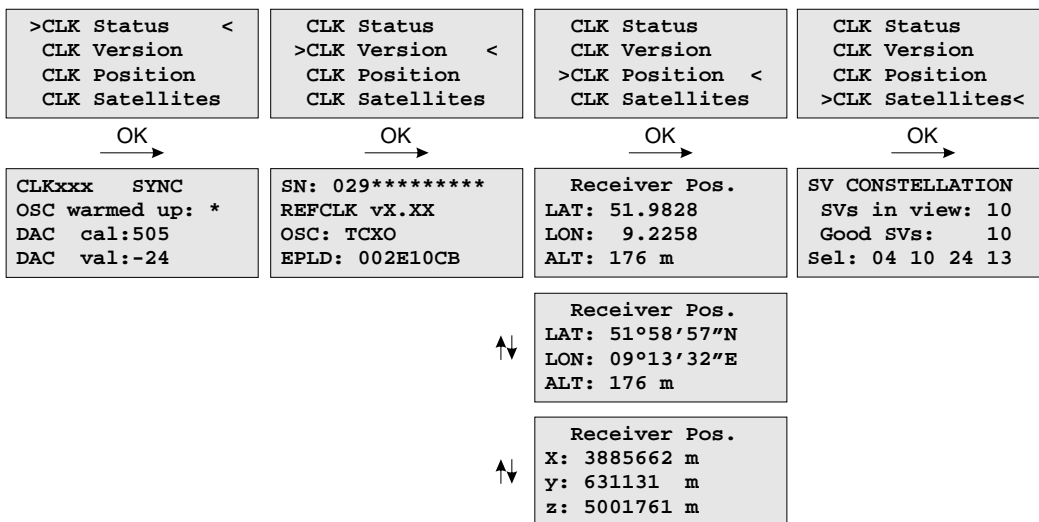 >CLK Status <
CLK Version
CLK Position
CLK Satellites
OK
CLKxxx SYNC
OSC warmed up: *
DAC cal:505
DAC val:-24
CLK Status
>CLK Version <
CLK Position
CLK Satellites
OK
SN: 029*********
REFCLK vX.XX
OSC: TCXO
EPLD: 002E10CB
CLK Status
CLK Version
>CLK Position <
CLK Satellites
OK
Receiver Pos.
LAT: 51.9828
LON: 9.2258
ALT: 176 m
Receiver Pos.
LAT: 51°58’57”N
LON: 09°13’32”E
ALT: 176 m
Receiver Pos.
X: 3885662 m
y: 631131 m
z: 5001761 m
CLK Status
CLK Version
CLK Position
>CLK Satellites<
OK
SV CONSTELLATION
SVs in view: 10
Good SVs: 10
Sel: 04 10 24 13